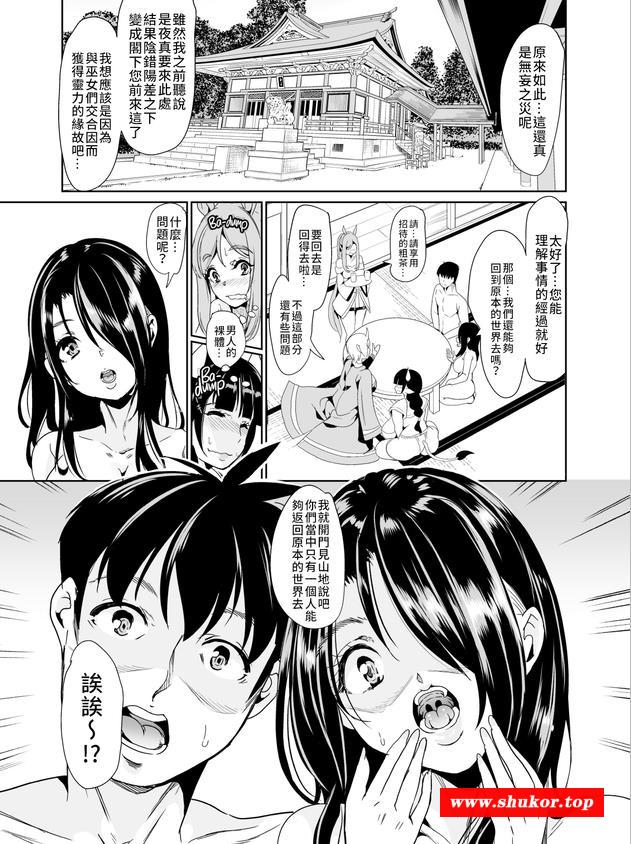 原來如此…這還真
是無妄之災呢
雖然我之前聽說
是夜真要來此處
結果陰錯陽差之下
變成閣下您前來這了
我想應該是因為
與巫女們交合因而
獲得靈力的緣故吧…
太好了…您能
理解事情的經過就好
那個…我們還能夠
回到原本的世界去嗎？
請…請享用
招待的粗茶…
要回去是
回得去啦…
不過這部分
還有些問題
Ba-dump
男人的
裸體…
Ba-dump
什麼…
問題呢？
我就開門見山地說吧
你們當中只有一個人能
夠返回原本的世界去
誒誒～!?
www.shukor.top